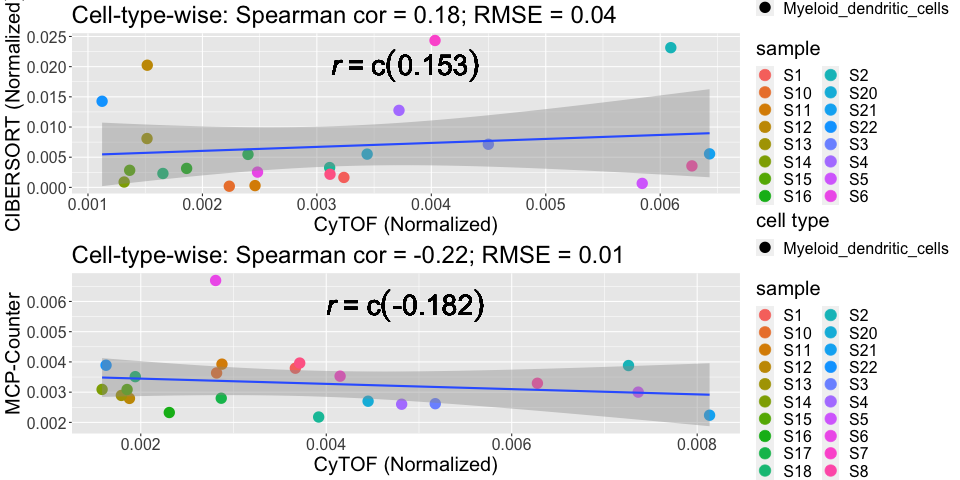 Cell-type-wise: Spearman cor = 0.18; RMSE = 0.04
CIBERSORT (Normalized)
0.025
0.020
0.015
0.010
0.005
0.000
r = c(0.153)
0.001 0.002 0.003 0.004 0.005 0.006
CyTOF (Normalized)
Myeloid_dendritic_cells
sample
S1 S2
S10 S20
S11 S21
S12 S22
S13 S3
S14 S4
S15 S5
S16 S6
Cell-type-wise: Spearman cor = -0.22; RMSE = 0.01
MCP-Counter
0.006
0.005
0.004
0.003
0.002
r = c(-0.182)
0.002 0.004 0.006 0.008
CyTOF (Normalized)
cell type
Myeloid_dendritic_cells
sample
S1 S2
S10 S20
S11 S21
S12 S22
S13 S3
S14 S4
S15 S5
S16 S6
S17 S7
S18 S8